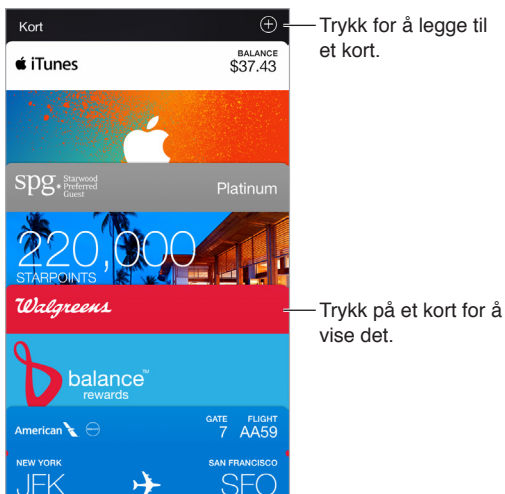 Kort
Trykk for å legge til
et kort.
iTunes
BALANCE
$37.43
spg. Starwood
Preferred
Guest
Platinum
220,000
STARPOINTS
Walgreens
Trykk på et kort for å
vise det.
balance™
rewards
American
GATE FLIGHT
7 AA59
NEW YORK SAN FRANCISCO
JFK SFO